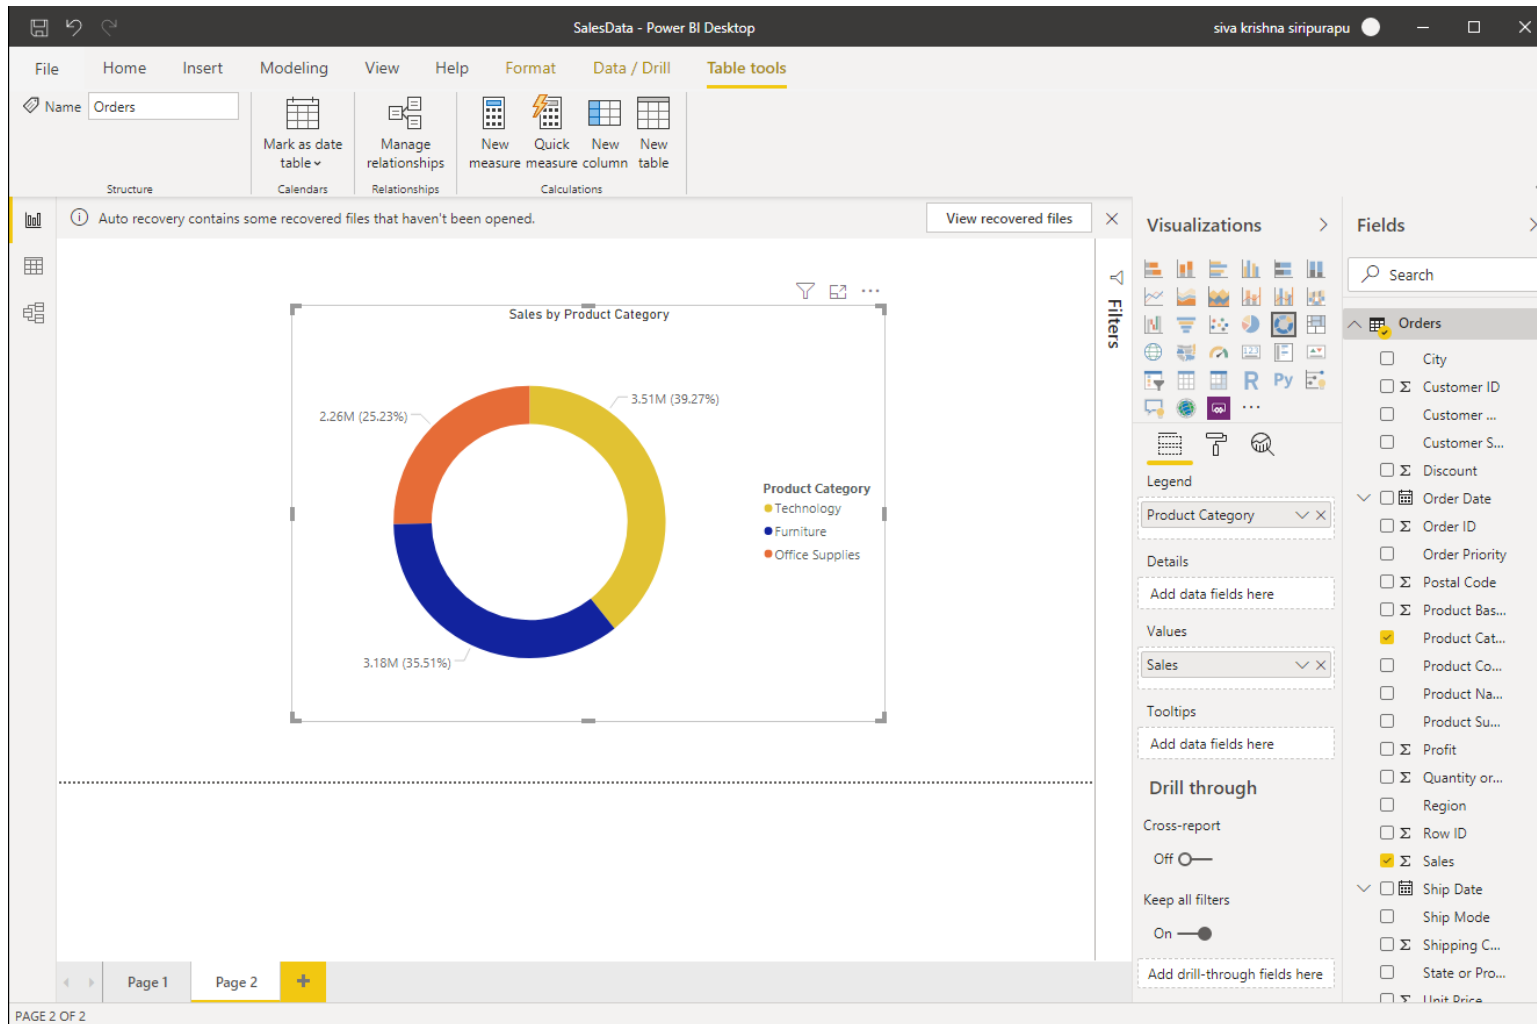 SalesData - Power BI Desktop
siva krishna siripurapu
File Home Insert Modeling View Help Format Data / Drill Table tools
Name Orders
Mark as date table
Manage relationships
New measure
Quick measure
New column
New table
Structure
Calendars
Relationships
Calculations
Auto recovery contains some recovered files that haven't been opened.
View recovered files
Sales by Product Category
3.51M (39.27%)
2.26M (25.23%)
3.18M (35.51%)
Product Category
Technology
Furniture
Office Supplies
Filters
Visualizations
123
R
Py
Legend
Product Category
Details
Add data fields here
Values
Sales
Tooltips
Add data fields here
Drill through
Cross-report
Off
Keep all filters
On
Add drill-through fields here
Fields
Search
Orders
City
Σ Customer ID
Customer ...
Customer S...
Σ Discount
Order Date
Σ Order ID
Order Priority
Σ Postal Code
Σ Product Bas...
Product Cat...
Product Co...
Product Na...
Product Su...
Σ Profit
Σ Quantity or...
Region
Σ Row ID
Σ Sales
Ship Date
Ship Mode
Σ Shipping C...
State or Pro...
Σ Unit Price
Page 1
Page 2
PAGE 2 OF 2